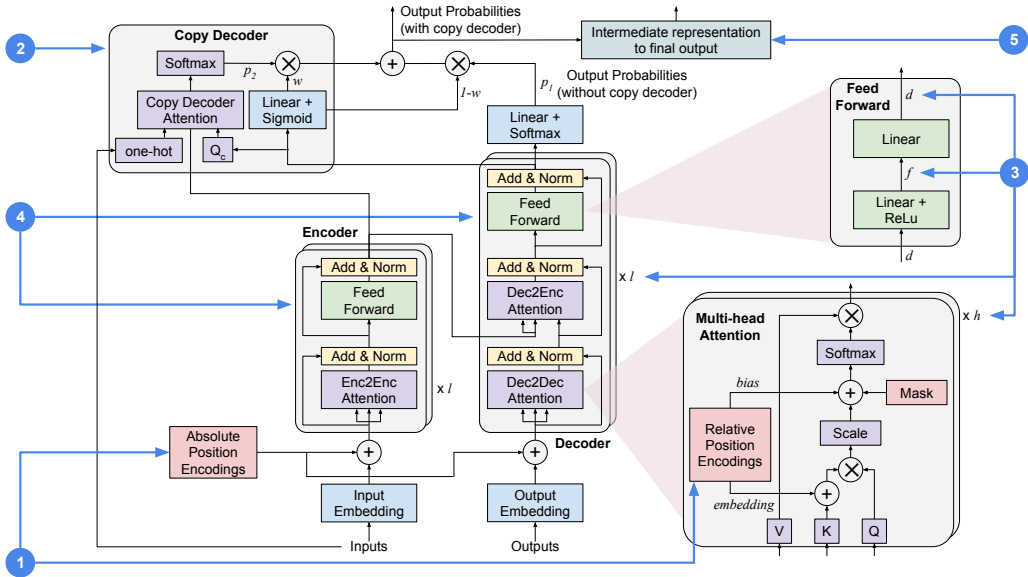 2
Copy Decoder
Softmax
p2
w
Copy Decoder
Attention
Linear +
Sigmoid
one-hot
Qc
1-w
Output Probabilities
(with copy decoder)
Intermediate representation
to final output
5
p1
Output Probabilities
(without copy decoder)
Linear +
Softmax
Feed
Forward
d
Linear
f
Linear +
ReLu
d
3
4
Encoder
Add & Norm
Feed
Forward
Add & Norm
Enc2Enc
Attention
x l
Add & Norm
Feed
Forward
Add & Norm
Dec2Enc
Attention
Add & Norm
Dec2Dec
Attention
x l
Decoder
Multi-head
Attention
x h
Softmax
bias
Mask
Relative
Position
Encodings
Scale
embedding
V
K
Q
Absolute
Position
Encodings
Input
Embedding
Output
Embedding
Inputs
Outputs
1